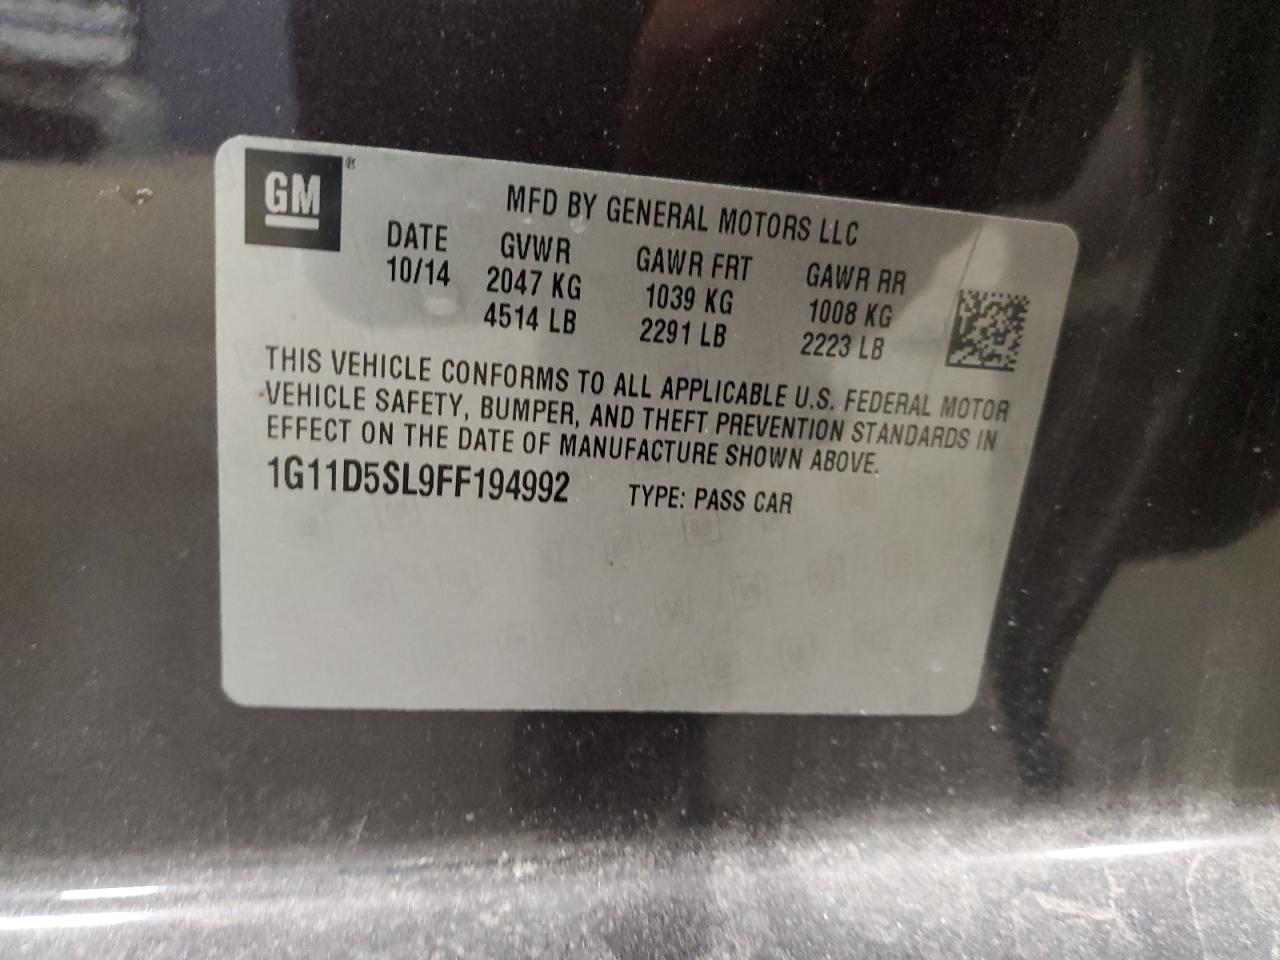 GM®
MFD BY GENERAL MOTORS LLC
DATE GVWR GAWR FRT GAWR RR
10/14 2047 KG 1039 KG 1008 KG
4514 LB 2291 LB 2223 LB
THIS VEHICLE CONFORMS TO ALL APPLICABLE U.S. FEDERAL MOTOR
VEHICLE SAFETY, BUMPER, AND THEFT PREVENTION STANDARDS IN
EFFECT ON THE DATE OF MANUFACTURE SHOWN ABOVE.
1G11D5SL9FF194992 TYPE: PASS CAR